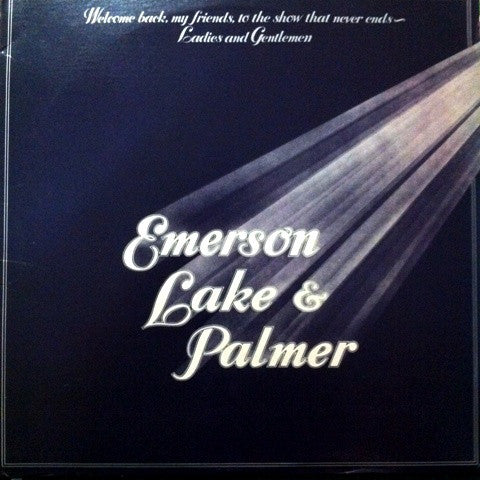 Welcome back, my friends, to the show that never ends~
Ladies and Gentlemen
Emerson
Lake &
Palmer